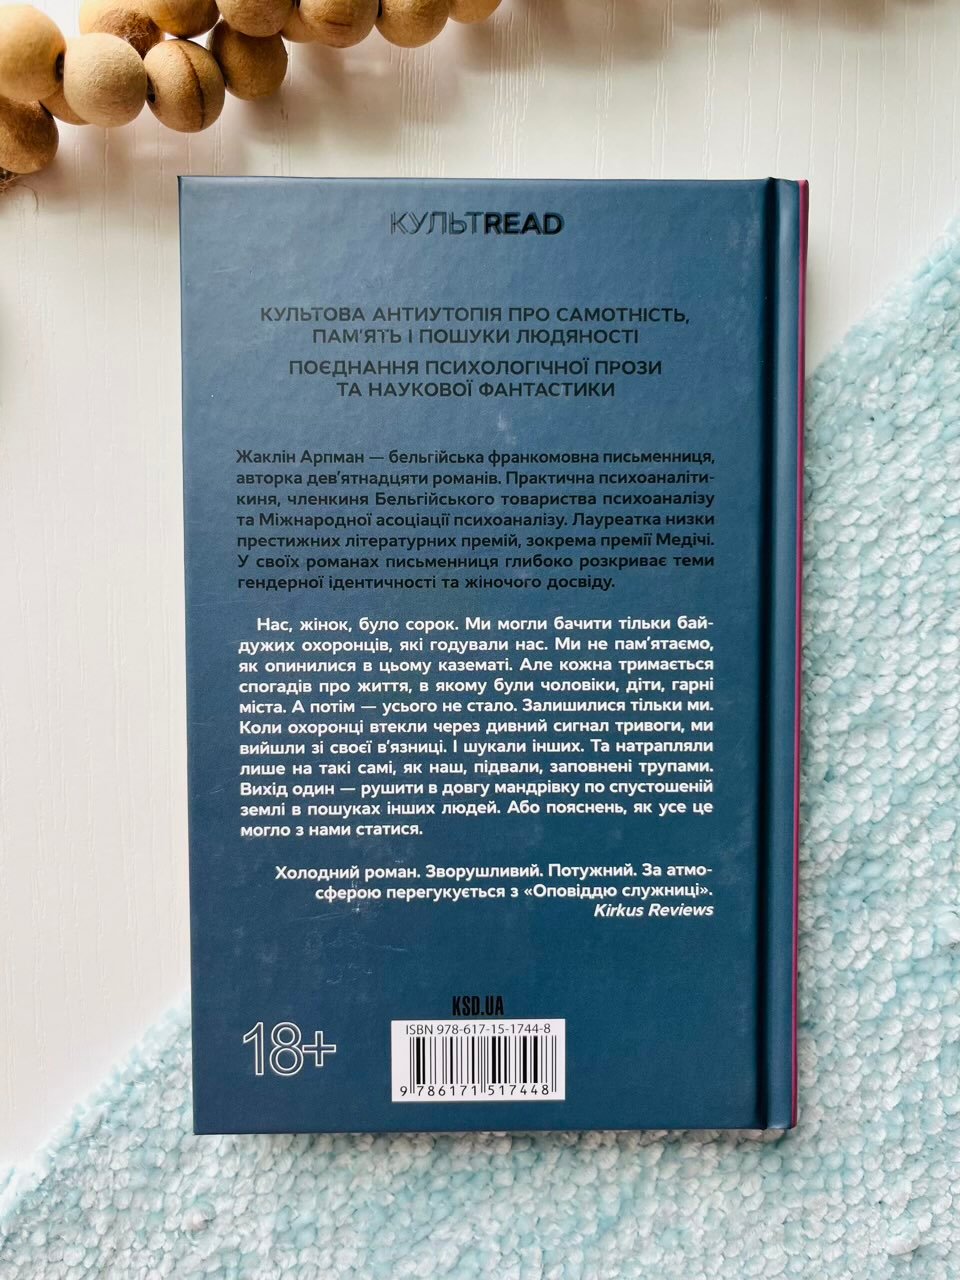 КУЛЬТREAD
КУЛЬТОВА АНТИУТОПІЯ ПРО САМОТНІСТЬ,
ПАМ'ЯТЬ І ПОШУКИ ЛЮДЯНОСТІ
ПОЄДНАННЯ ПСИХОЛОГІЧНОЇ ПРОЗИ
ТА НАУКОВОЇ ФАНТАСТИКИ
Жаклін Арпман — бельгійська франкомовна письменниця,
авторка дев'ятнадцяти романів. Практична психоаналіти-
киня, членкиня Бельгійського товариства психоаналізу
та Міжнародної асоціації психоаналізу. Лауреатка низки
престижних літературних премій, зокрема премії Медічі.
У своїх романах письменниця глибоко розкриває теми
гендерної ідентичності та жіночого досвіду.
Нас, жінок, було сорок. Ми могли бачити тільки бай-
дужих охоронців, які годували нас. Ми не пам'ятаємо,
як опинилися в цьому казематі. Але кожна тримається
спогадів про життя, в якому були чоловіки, діти, гарні
міста. А потім — усього не стало. Залишилися тільки ми.
Коли охоронці втекли через дивний сигнал тривоги, ми
вийшли зі своєї в'язниці. І шукали інших. Та натрапляли
лише на такі самі, як наш, підвали, заповнені трупами.
Вихід один — рушити в довгу мандрівку по спустошеній
землі в пошуках інших людей. Або пояснень, як усе це
могло з нами статися.
Холодний роман. Зворушливий. Потужний. За атмо-
сферою перегукується з «Оповіддю служниці».
Kirkus Reviews
KSD.UA
18+
ISBN 978-617-15-1744-8
9 786171 517448